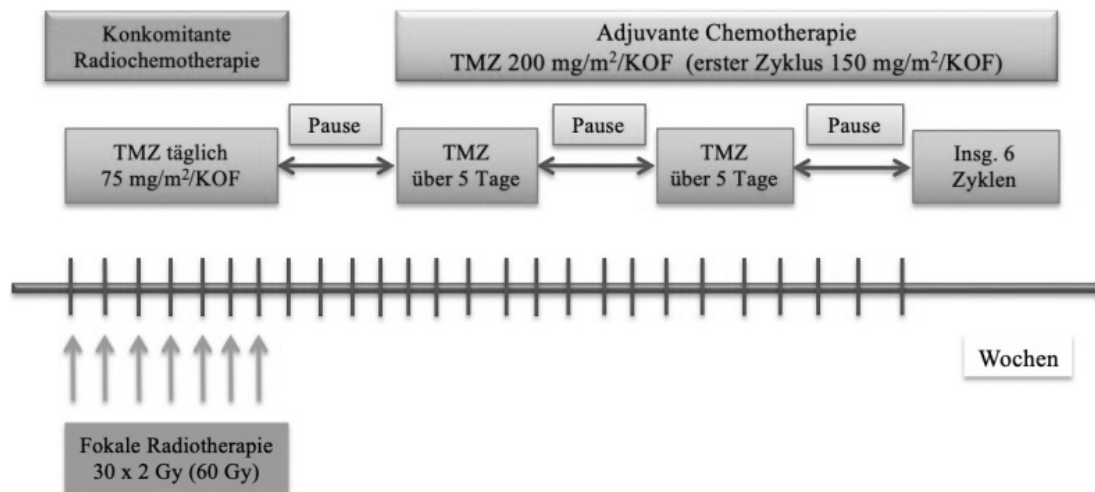 Konkomitante
Radiochemotherapie
Adjuvante Chemotherapie
TMZ 200 mg/m²/KOF (erster Zyklus 150 mg/m²/KOF)
TMZ täglich
75 mg/m²/KOF
Pause
TMZ
über 5 Tage
Pause
TMZ
über 5 Tage
Pause
Insg. 6
Zyklen
Wochen
Fokale Radiotherapie
30 x 2 Gy (60 Gy)